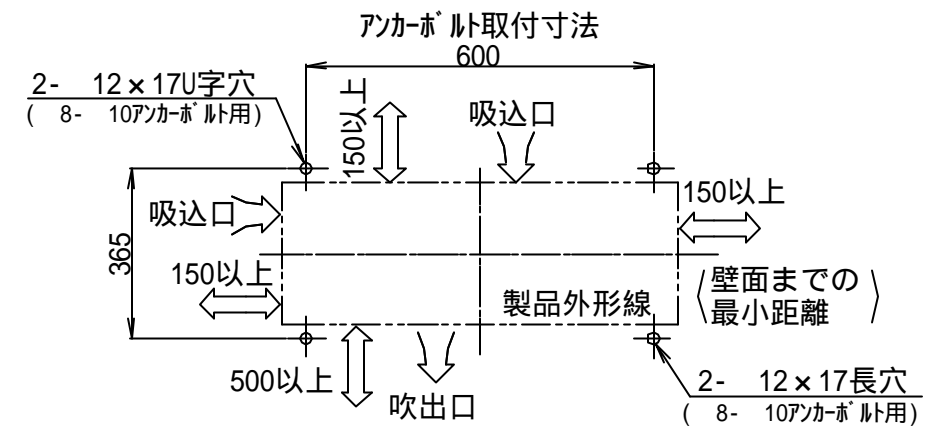 アンカーボルト取付寸法
600
2- 12×17U字穴
( 8- 10アンカーボルト用)
150以上
吸込口
吸込口
150以上
365
150以上
製品外形線
壁面までの
最小距離
500以上
吹出口
2- 12×17長穴
( 8- 10アンカーボルト用)